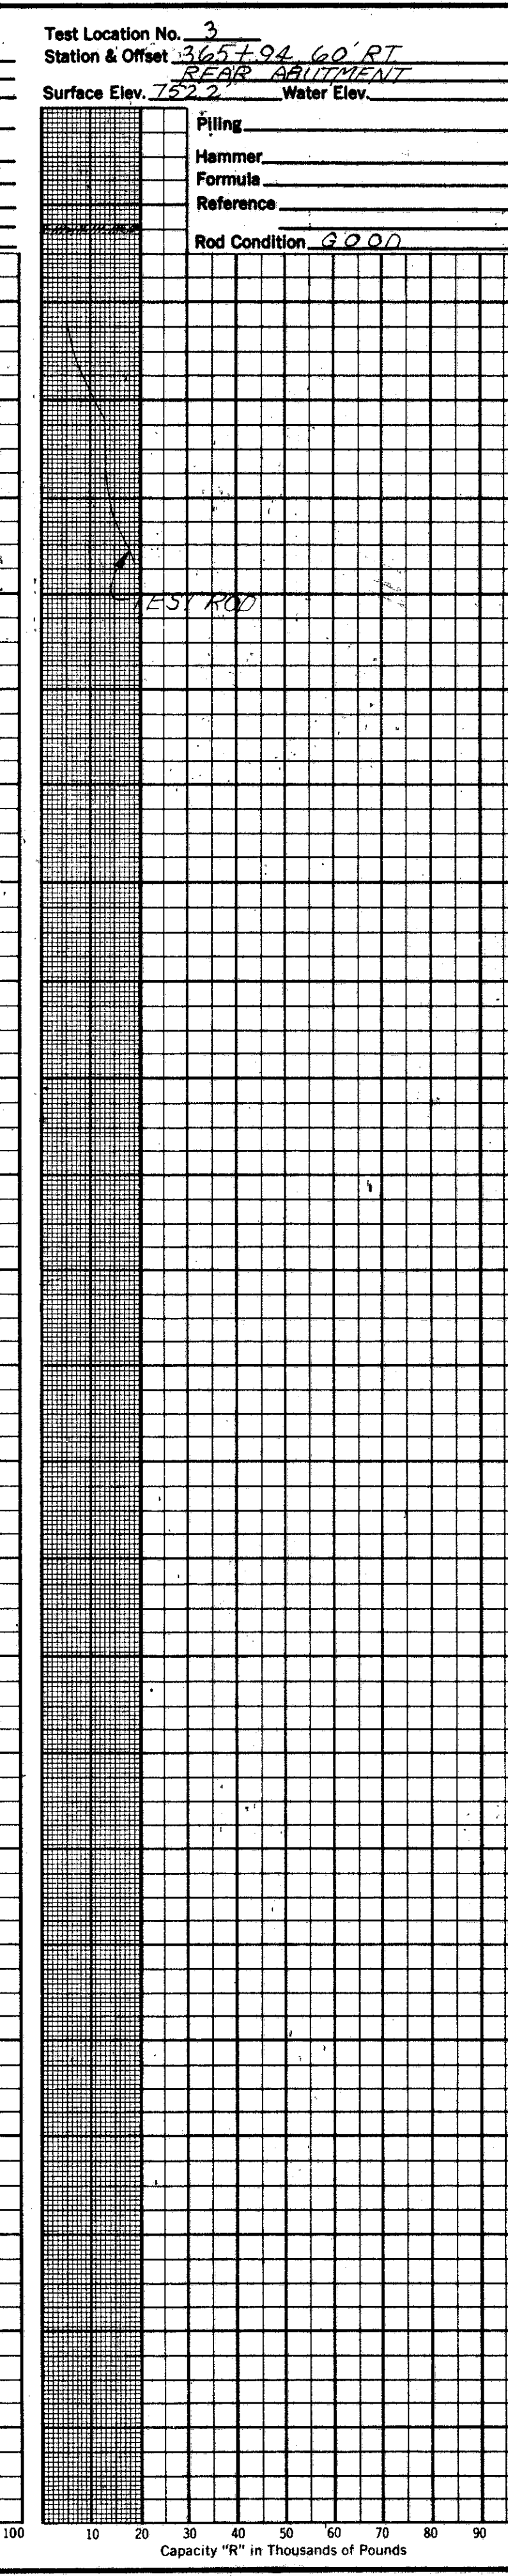 Test Location No. 3
Station & Offset 365+94, 60' RT
REAR ABUTMENT
Surface Elev. 752.2' Water Elev.
Piling
Hammer
Formula
Reference
Rod Condition GOOD
TEST ROD
100 10 20 30 40 50 60 70 80 90
Capacity "R" in Thousands of Pounds